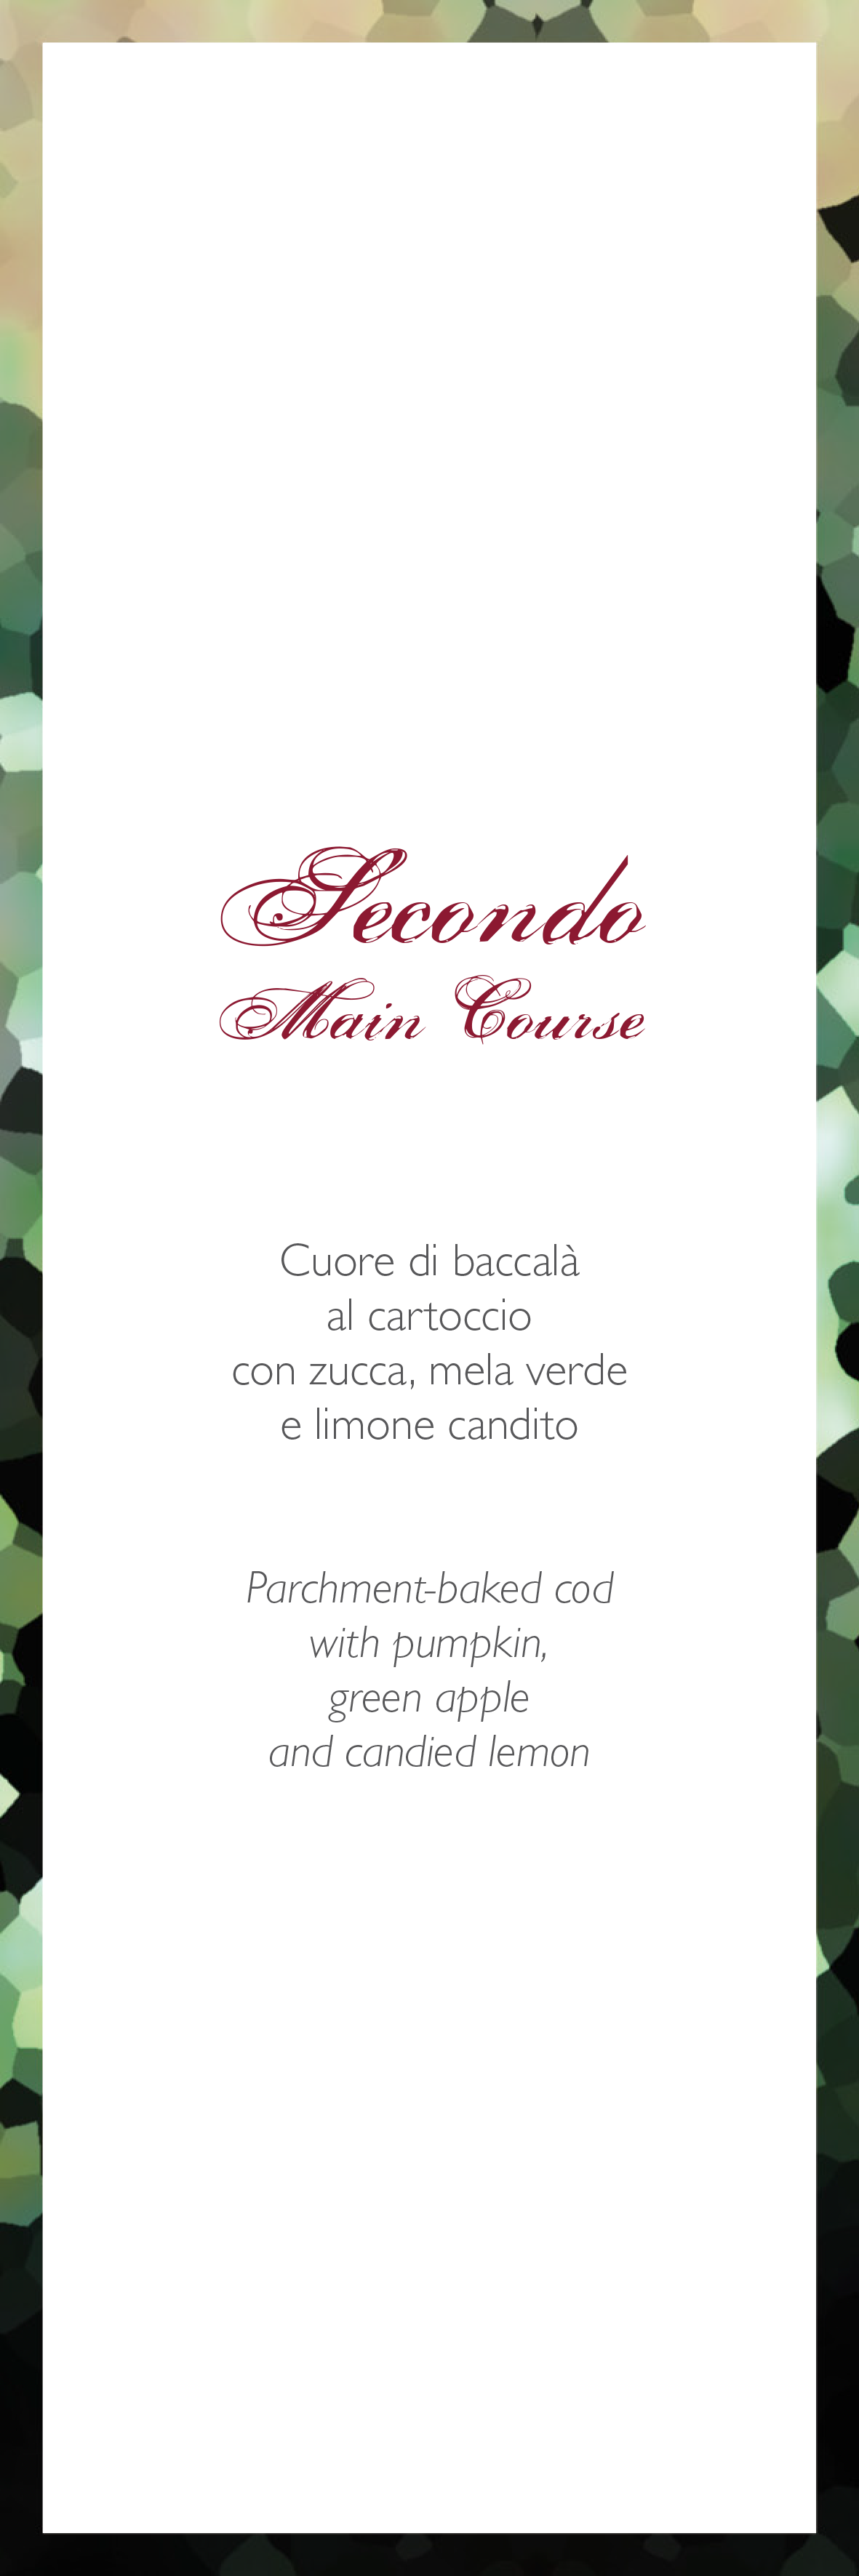 Secondo
Main Course
Cuore di baccalà
al cartoccio
con zucca, mela verde
e limone candito
Parchment-baked cod
with pumpkin,
green apple
and candied lemon